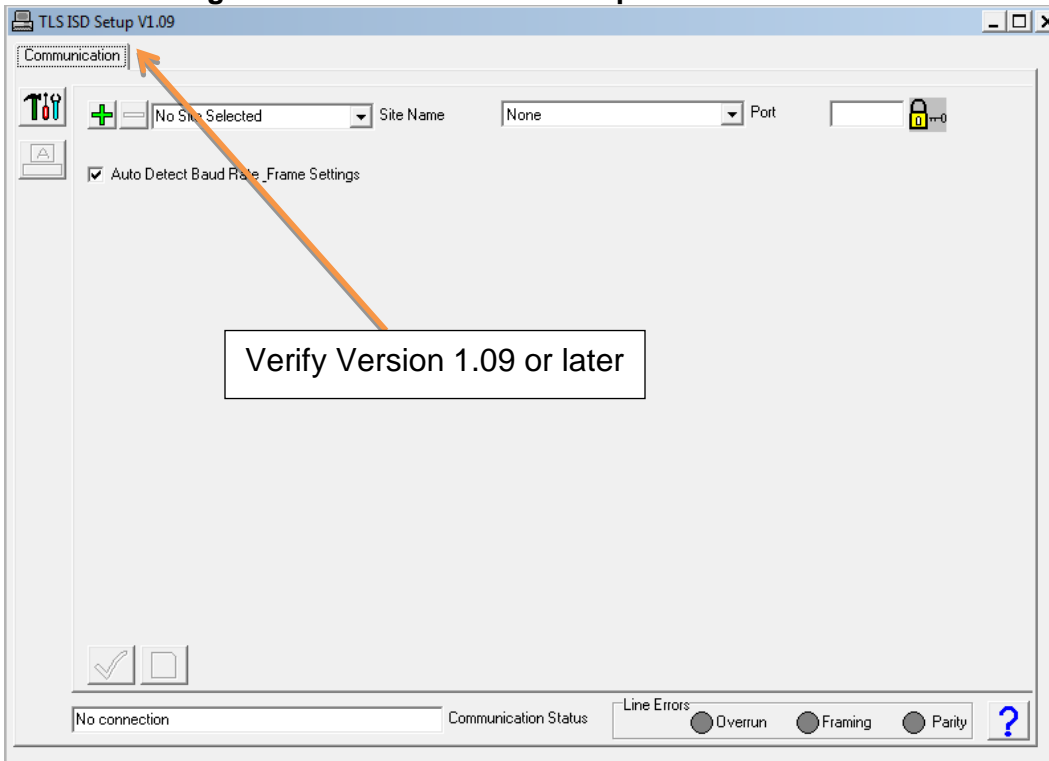 TLS ISD Setup V1.09
Communication
No Site Selected Site Name None Port
Auto Detect Baud Rate_Frame Settings
Verify Version 1.09 or later
No connection Communication Status Line Errors Overrun Framing Parity ?